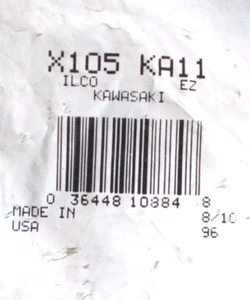 X105 KA11
ILCO EZ
KAWASAKI
0 36448 10884 8
MADE IN 8/10
USA 96